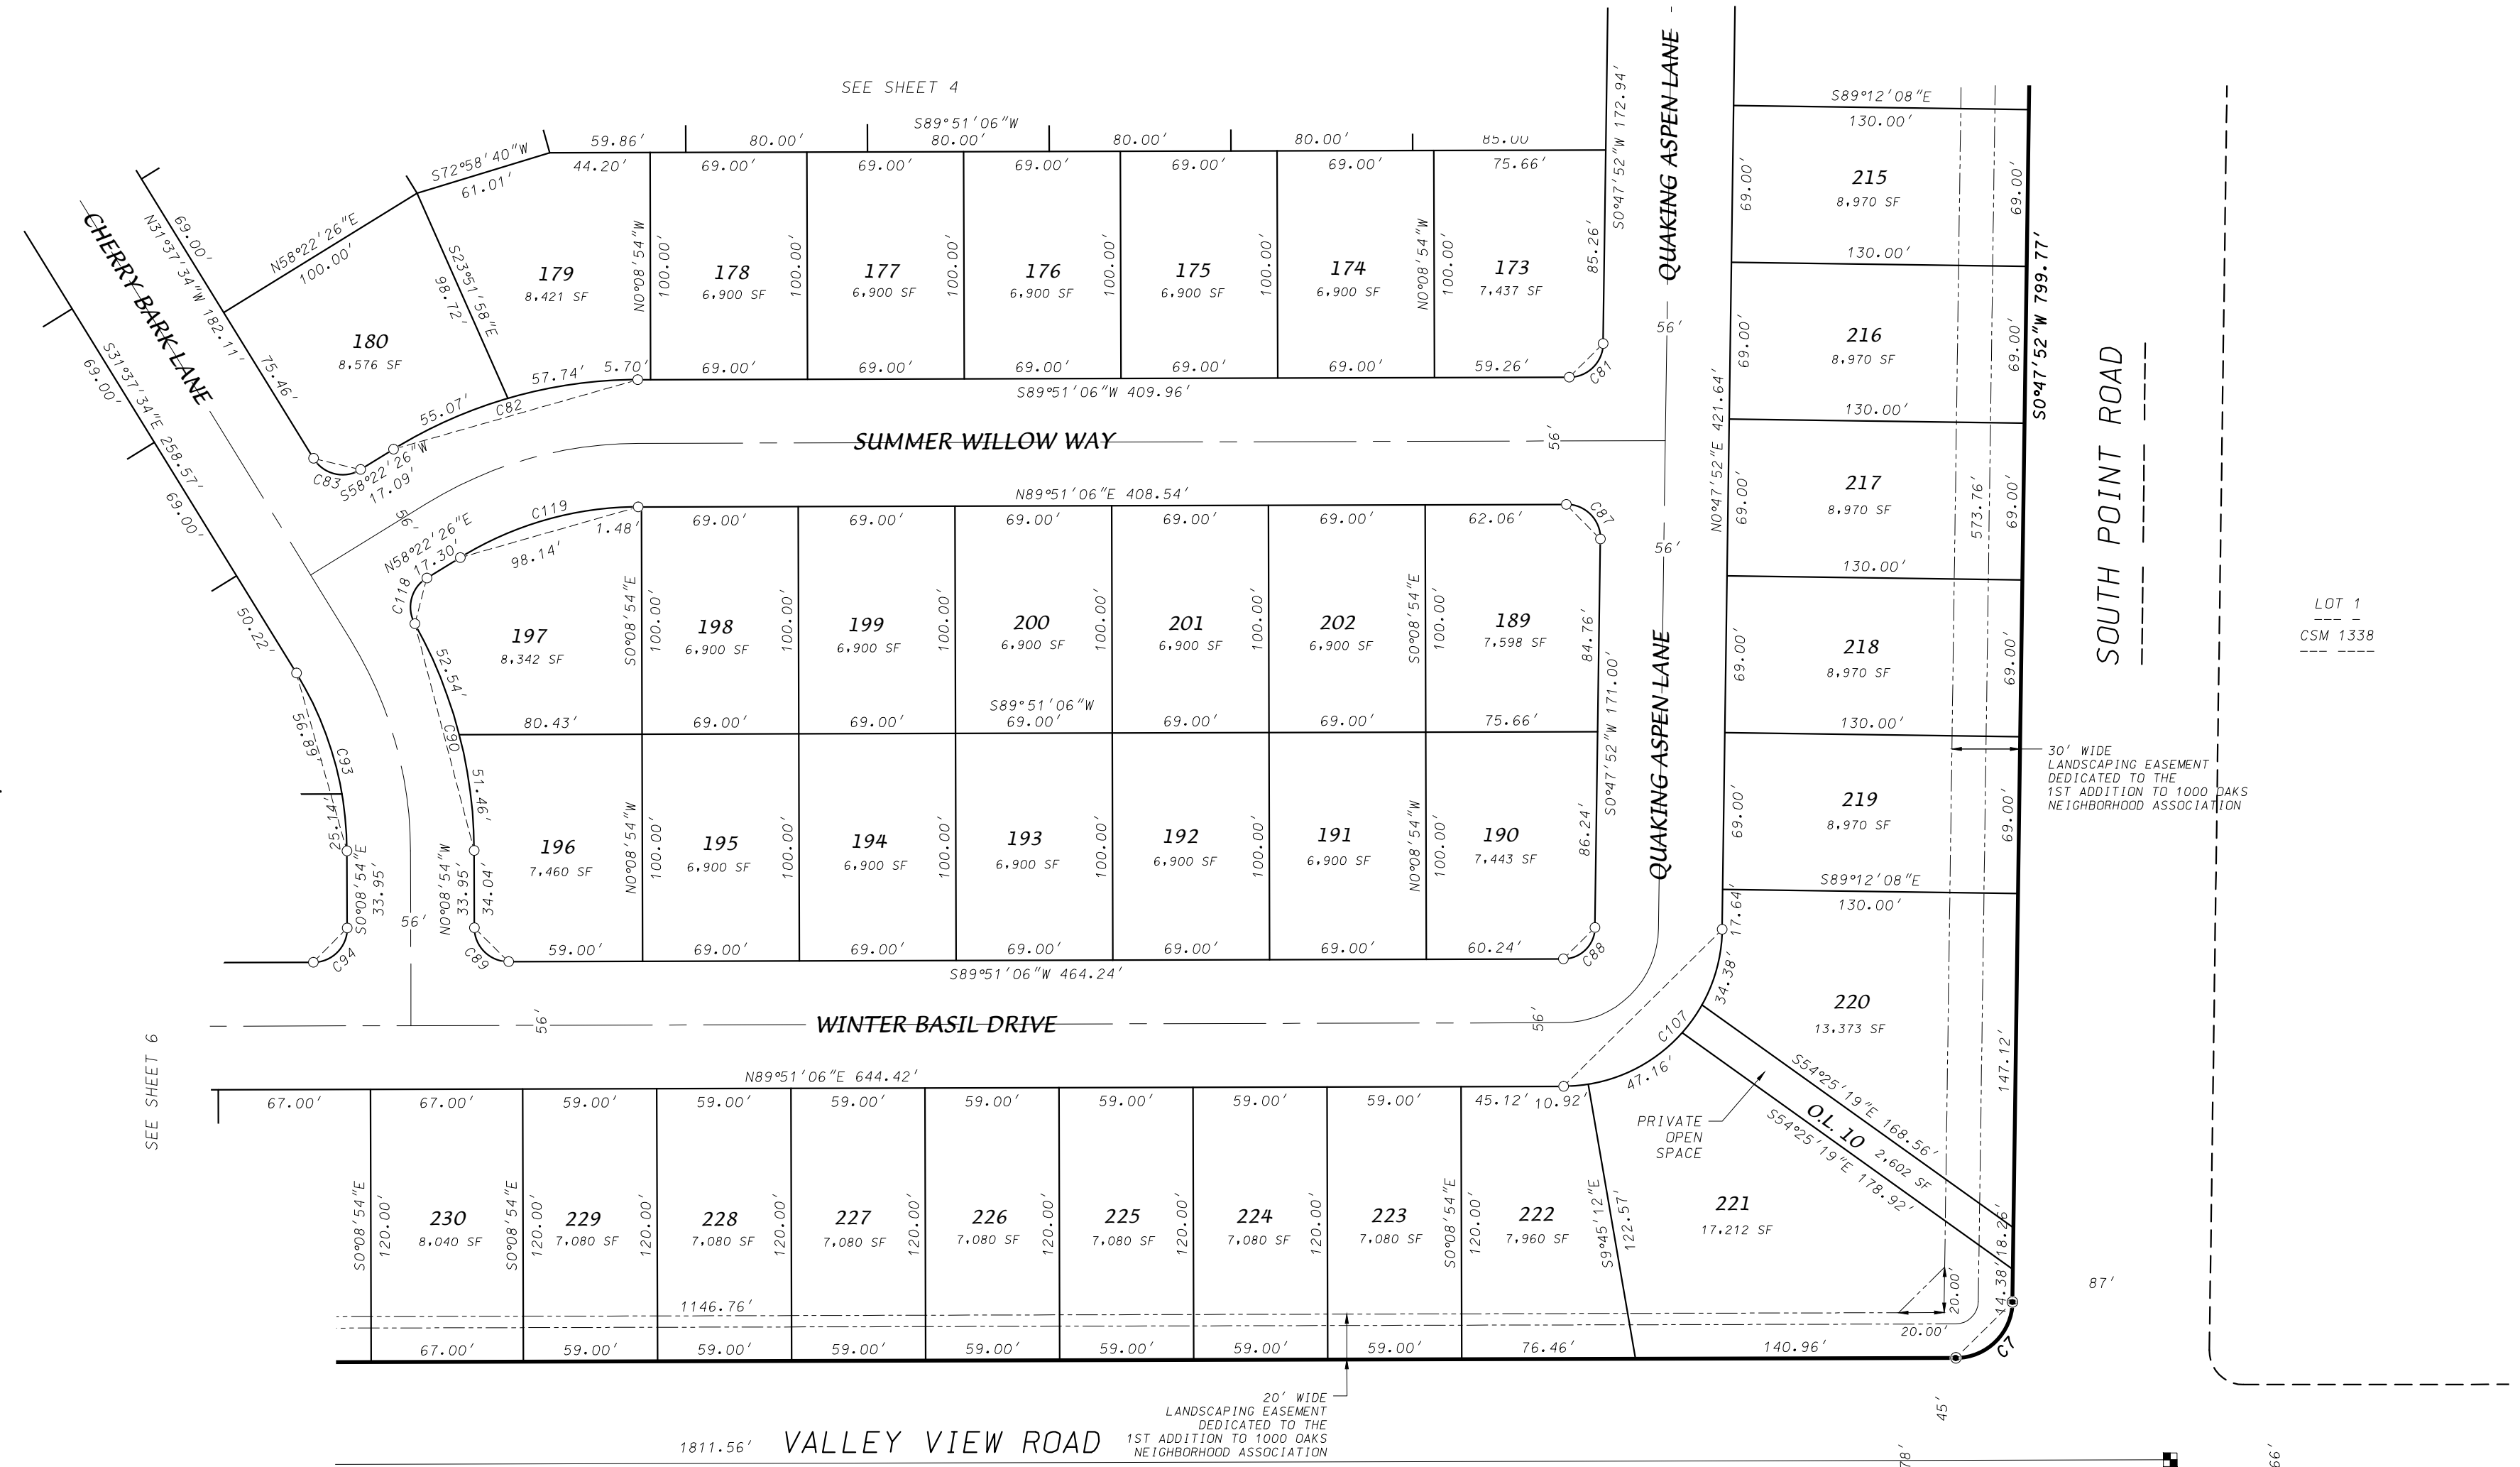 SEE SHEET 4
S89°51'06"W
59.86'
80.00'
80.00'
80.00'
80.00'
85.00
44.20'
69.00'
69.00'
69.00'
69.00'
69.00'
75.66'
S72°58'40"W
61.01'
N58°22'26"E
100.00'
69.00'
N31°37'34"W 182.11'
75.46'
CHERRY BARK LANE
S31°37'34"E 258.57'
69.00'
69.00'
50.22'
S23°51'58"E
98.72'
180
8,576 SF
179
8,421 SF
N0°08'54"W
100.00'
178
6,900 SF
100.00'
177
6,900 SF
100.00'
176
6,900 SF
100.00'
175
6,900 SF
100.00'
174
6,900 SF
N0°08'54"W
100.00'
173
7,437 SF
85.26'
S0°47'52"W 172.94'
QUAKING ASPEN LANE
56'
57.74'
5.70'
69.00'
69.00'
69.00'
69.00'
69.00'
59.26'
C87
55.07'
C82
S89°51'06"W 409.96'
C83
S58°22'26"W
17.09'
56'
SUMMER WILLOW WAY
56'
N89°51'06"E 408.54'
N58°22'26"E
17.30'
C119
98.14'
1.48'
69.00'
69.00'
69.00'
69.00'
69.00'
62.06'
C87
56'
C118
52.54'
197
8,342 SF
S0°08'54"E
100.00'
198
6,900 SF
100.00'
199
6,900 SF
100.00'
200
6,900 SF
100.00'
201
6,900 SF
100.00'
202
6,900 SF
S0°08'54"E
100.00'
189
7,598 SF
84.76'
S0°47'52"W 171.00'
QUAKING ASPEN LANE
S89°51'06"W
80.43'
69.00'
69.00'
69.00'
69.00'
69.00'
75.66'
C90
51.46'
56.89'
C93
25.14'
S0°08'54"E
33.95'
C94
56'
N0°08'54"W
33.95'
34.04'
C89
196
7,460 SF
N0°08'54"W
100.00'
195
6,900 SF
100.00'
194
6,900 SF
100.00'
193
6,900 SF
100.00'
192
6,900 SF
100.00'
191
6,900 SF
N0°08'54"W
100.00'
190
7,443 SF
86.24'
59.00'
69.00'
69.00'
69.00'
69.00'
69.00'
60.24'
C88
S89°51'06"W 464.24'
56'
WINTER BASIL DRIVE
56'
SEE SHEET 6
N89°51'06"E 644.42'
67.00'
67.00'
59.00'
59.00'
59.00'
59.00'
59.00'
59.00'
59.00'
45.12'
10.92'
47.16'
C107
34.38'
17.64'
S89°12'08"E
130.00'
69.00'
215
8,970 SF
69.00'
130.00'
69.00'
216
8,970 SF
69.00'
130.00'
N0°47'52"E 421.64'
69.00'
217
8,970 SF
573.76'
69.00'
130.00'
69.00'
218
8,970 SF
69.00'
130.00'
69.00'
219
8,970 SF
69.00'
S89°12'08"E
130.00'
220
13,373 SF
147.12'
S0°47'52"W 799.77'
SOUTH POINT ROAD
LOT 1
CSM 1338
30' WIDE
LANDSCAPING EASEMENT
DEDICATED TO THE
1ST ADDITION TO 1000 OAKS
NEIGHBORHOOD ASSOCIATION
S54°25'19"E 168.56'
O.L. 10
2,602 SF
S54°25'19"E 178.92'
PRIVATE
OPEN
SPACE
18.26'
14.38'
20.00'
20.00'
C7
87'
S0°08'54"E
120.00'
230
8,040 SF
S0°08'54"E
120.00'
229
7,080 SF
120.00'
228
7,080 SF
120.00'
227
7,080 SF
120.00'
226
7,080 SF
120.00'
225
7,080 SF
120.00'
224
7,080 SF
120.00'
223
7,080 SF
S0°08'54"E
120.00'
222
7,960 SF
S9°45'12"E
122.57'
221
17,212 SF
1146.76'
67.00'
59.00'
59.00'
59.00'
59.00'
59.00'
59.00'
59.00'
76.46'
140.96'
20' WIDE
LANDSCAPING EASEMENT
DEDICATED TO THE
1ST ADDITION TO 1000 OAKS
NEIGHBORHOOD ASSOCIATION
1811.56'
VALLEY VIEW ROAD
45'
78'
66'